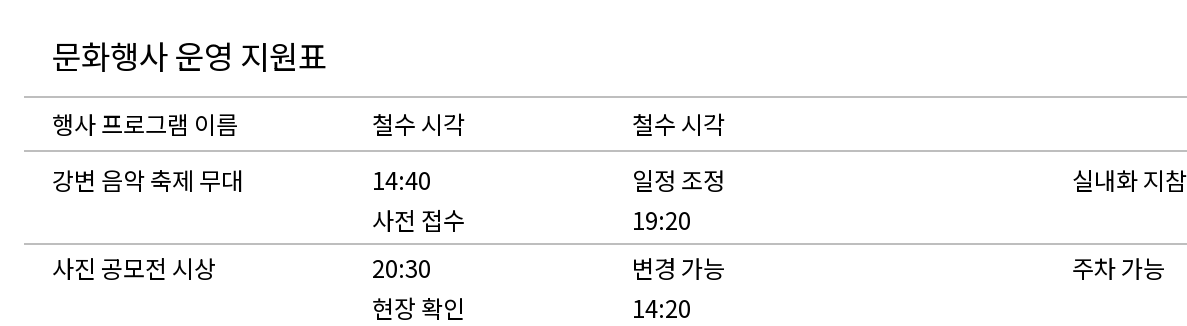 문화행사 운영 지원표
행사 프로그램 이름 철수 시각 철수 시각
강변 음악 축제 무대 14:40 일정 조정 실내화 지참
사전 접수 19:20
사진 공모전 시상 20:30 변경 가능 주차 가능
현장 확인 14:20